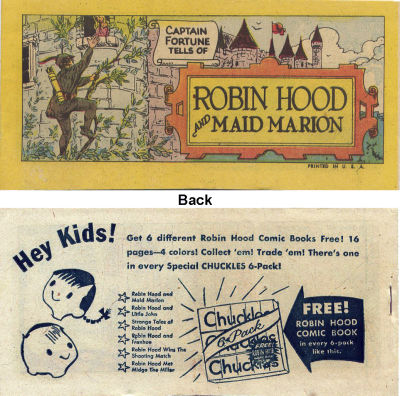 CAPTAIN
FORTUNE
TELLS OF
ROBIN HOOD
AND MAID MARION
PRINTED IN U. S. A.
Back
Hey Kids!
Get 6 different Robin Hood Comic Books Free! 16
pages—4 colors! Collect 'em! Trade 'em! There's one
in every Special CHUCKLES 6-Pack!
Robin Hood and
Maid Marion
Robin Hood and
Little John
Strange Tales of
Robin Hood
Robin Hood and
Ivanhoe
Robin Hood Wins The
Shooting Match
Robin Hood Met
Midge The Miller
Chuckles
6-Pack
Chuckles
Chuckles
FREE!
FREE!
ROBIN HOOD
COMIC BOOK
in every 6-pack
like this.